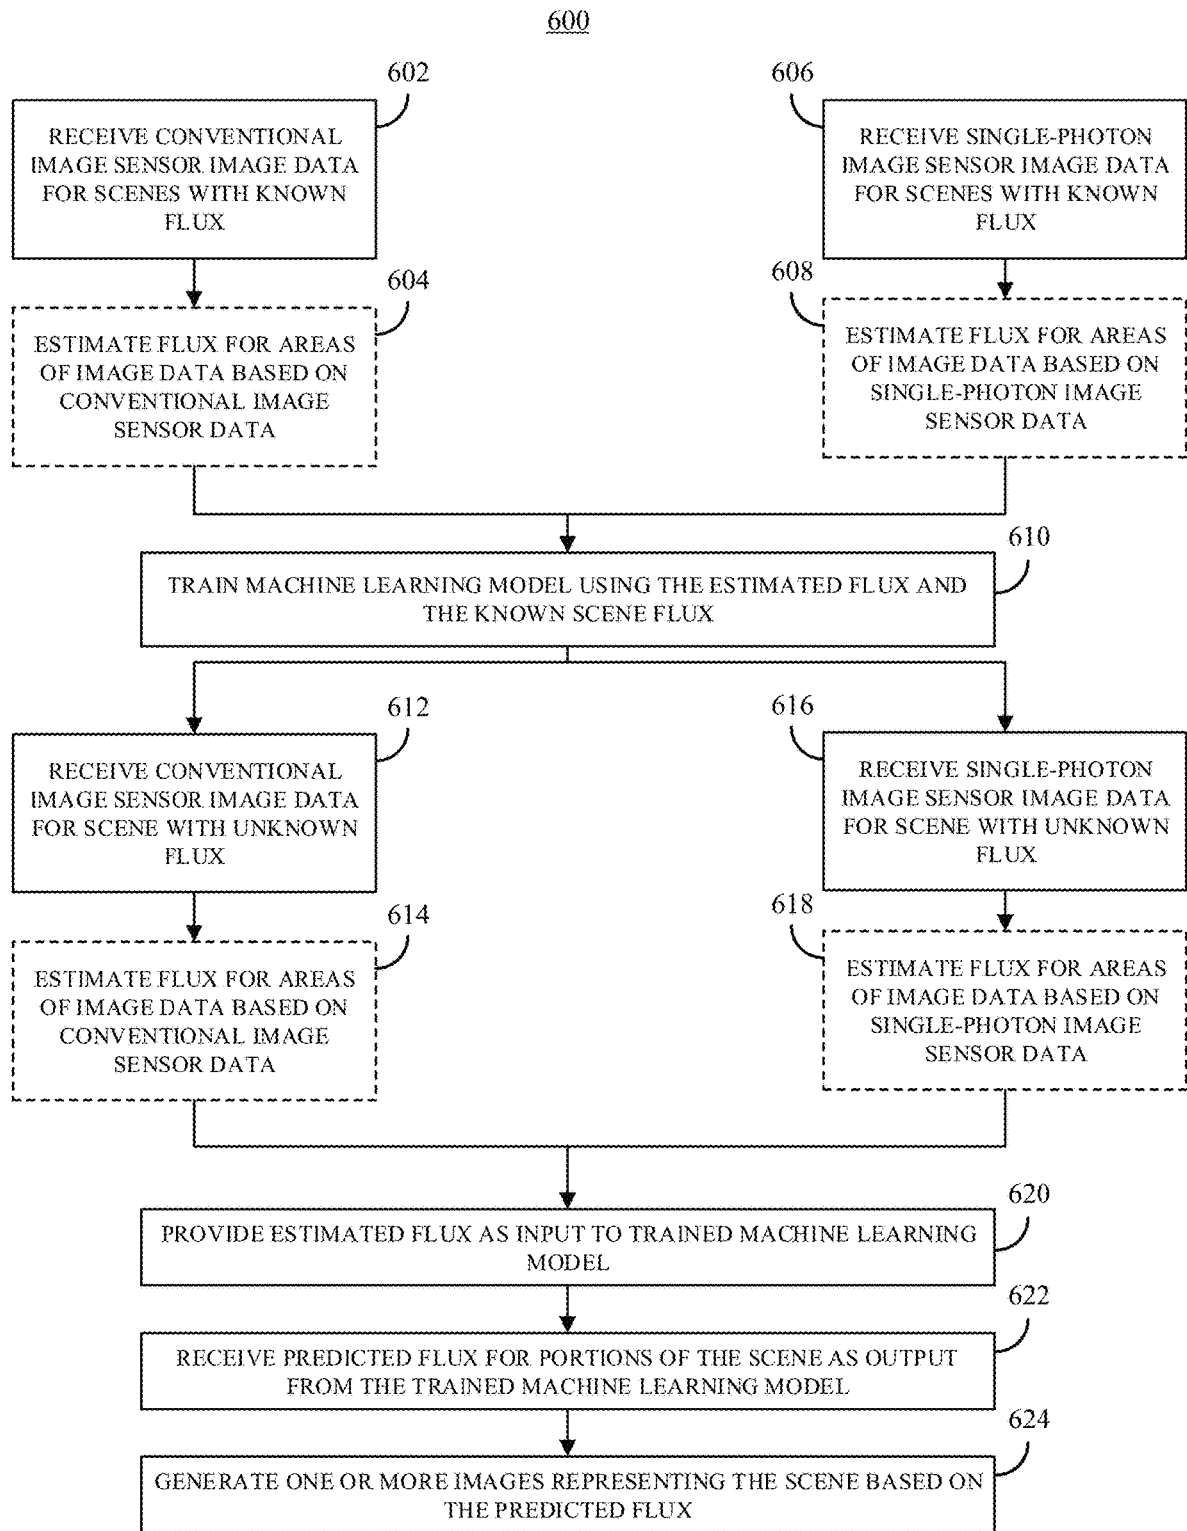 600
602
RECEIVE CONVENTIONAL
IMAGE SENSOR IMAGE DATA
FOR SCENES WITH KNOWN
FLUX
606
RECEIVE SINGLE-PHOTON
IMAGE SENSOR IMAGE DATA
FOR SCENES WITH KNOWN
FLUX
604
ESTIMATE FLUX FOR AREAS
OF IMAGE DATA BASED ON
CONVENTIONAL IMAGE
SENSOR DATA
608
ESTIMATE FLUX FOR AREAS
OF IMAGE DATA BASED ON
SINGLE-PHOTON IMAGE
SENSOR DATA
610
TRAIN MACHINE LEARNING MODEL USING THE ESTIMATED FLUX AND
THE KNOWN SCENE FLUX
612
RECEIVE CONVENTIONAL
IMAGE SENSOR IMAGE DATA
FOR SCENE WITH UNKNOWN
FLUX
616
RECEIVE SINGLE-PHOTON
IMAGE SENSOR IMAGE DATA
FOR SCENE WITH UNKNOWN
FLUX
614
ESTIMATE FLUX FOR AREAS
OF IMAGE DATA BASED ON
CONVENTIONAL IMAGE
SENSOR DATA
618
ESTIMATE FLUX FOR AREAS
OF IMAGE DATA BASED ON
SINGLE-PHOTON IMAGE
SENSOR DATA
620
PROVIDE ESTIMATED FLUX AS INPUT TO TRAINED MACHINE LEARNING
MODEL
622
RECEIVE PREDICTED FLUX FOR PORTIONS OF THE SCENE AS OUTPUT
FROM THE TRAINED MACHINE LEARNING MODEL
624
GENERATE ONE OR MORE IMAGES REPRESENTING THE SCENE BASED ON
THE PREDICTED FLUX